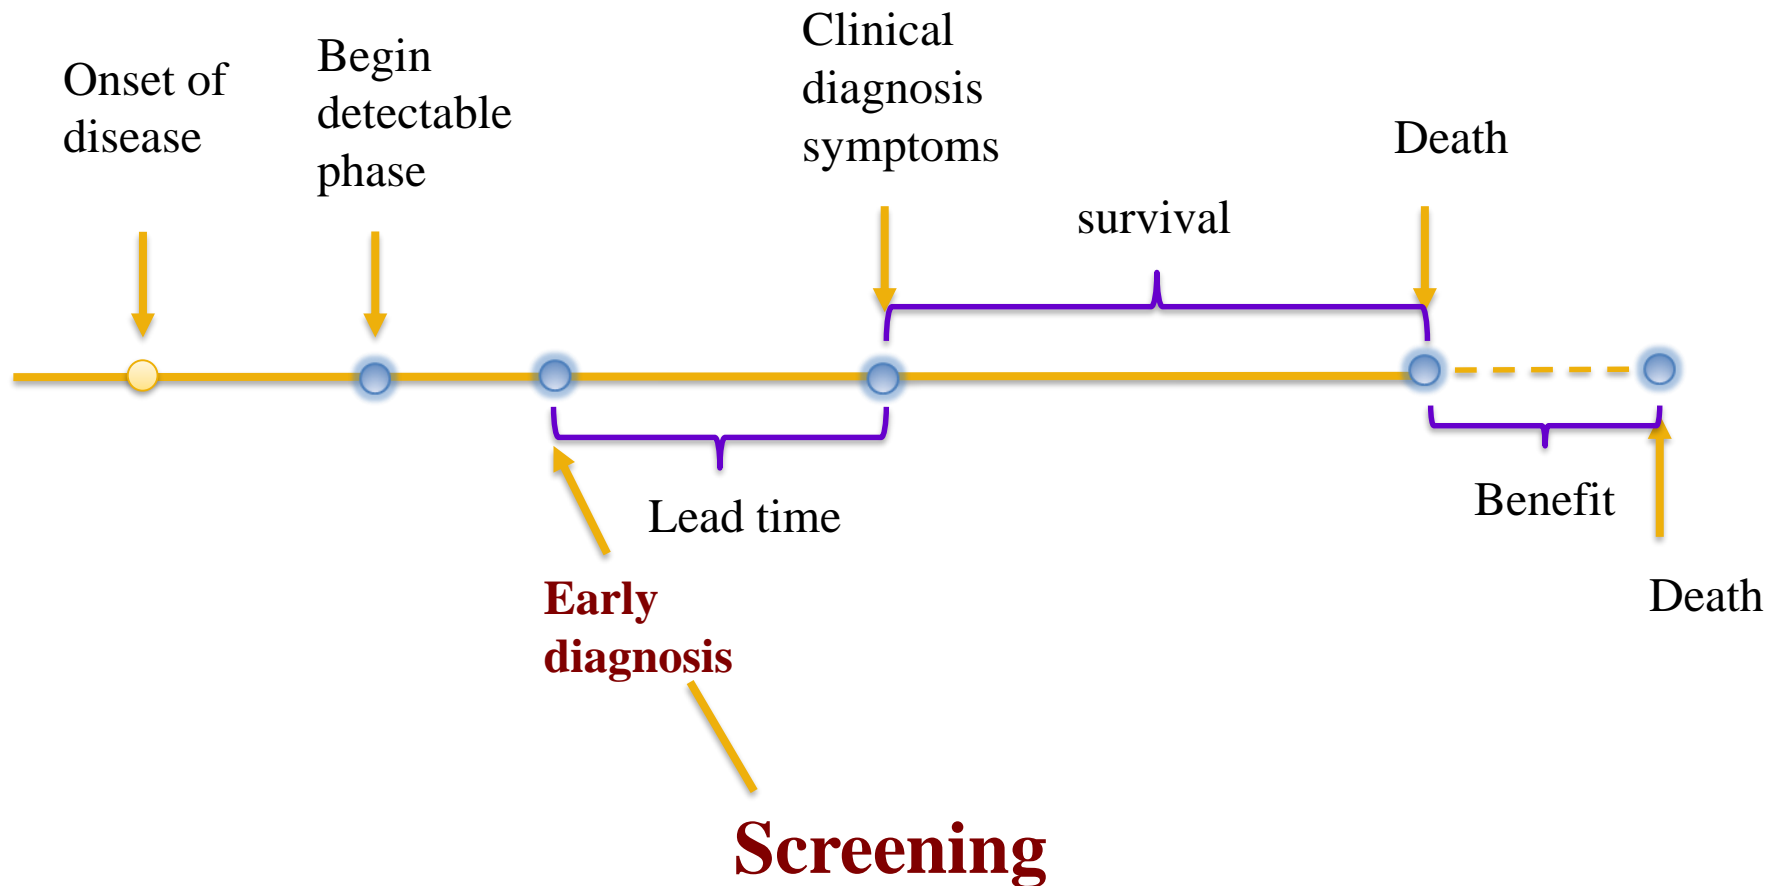 Onset of
disease
Begin
detectable
phase
Clinical
diagnosis
symptoms
Death
survival
Lead time
Benefit
Early
diagnosis
Death
Screening